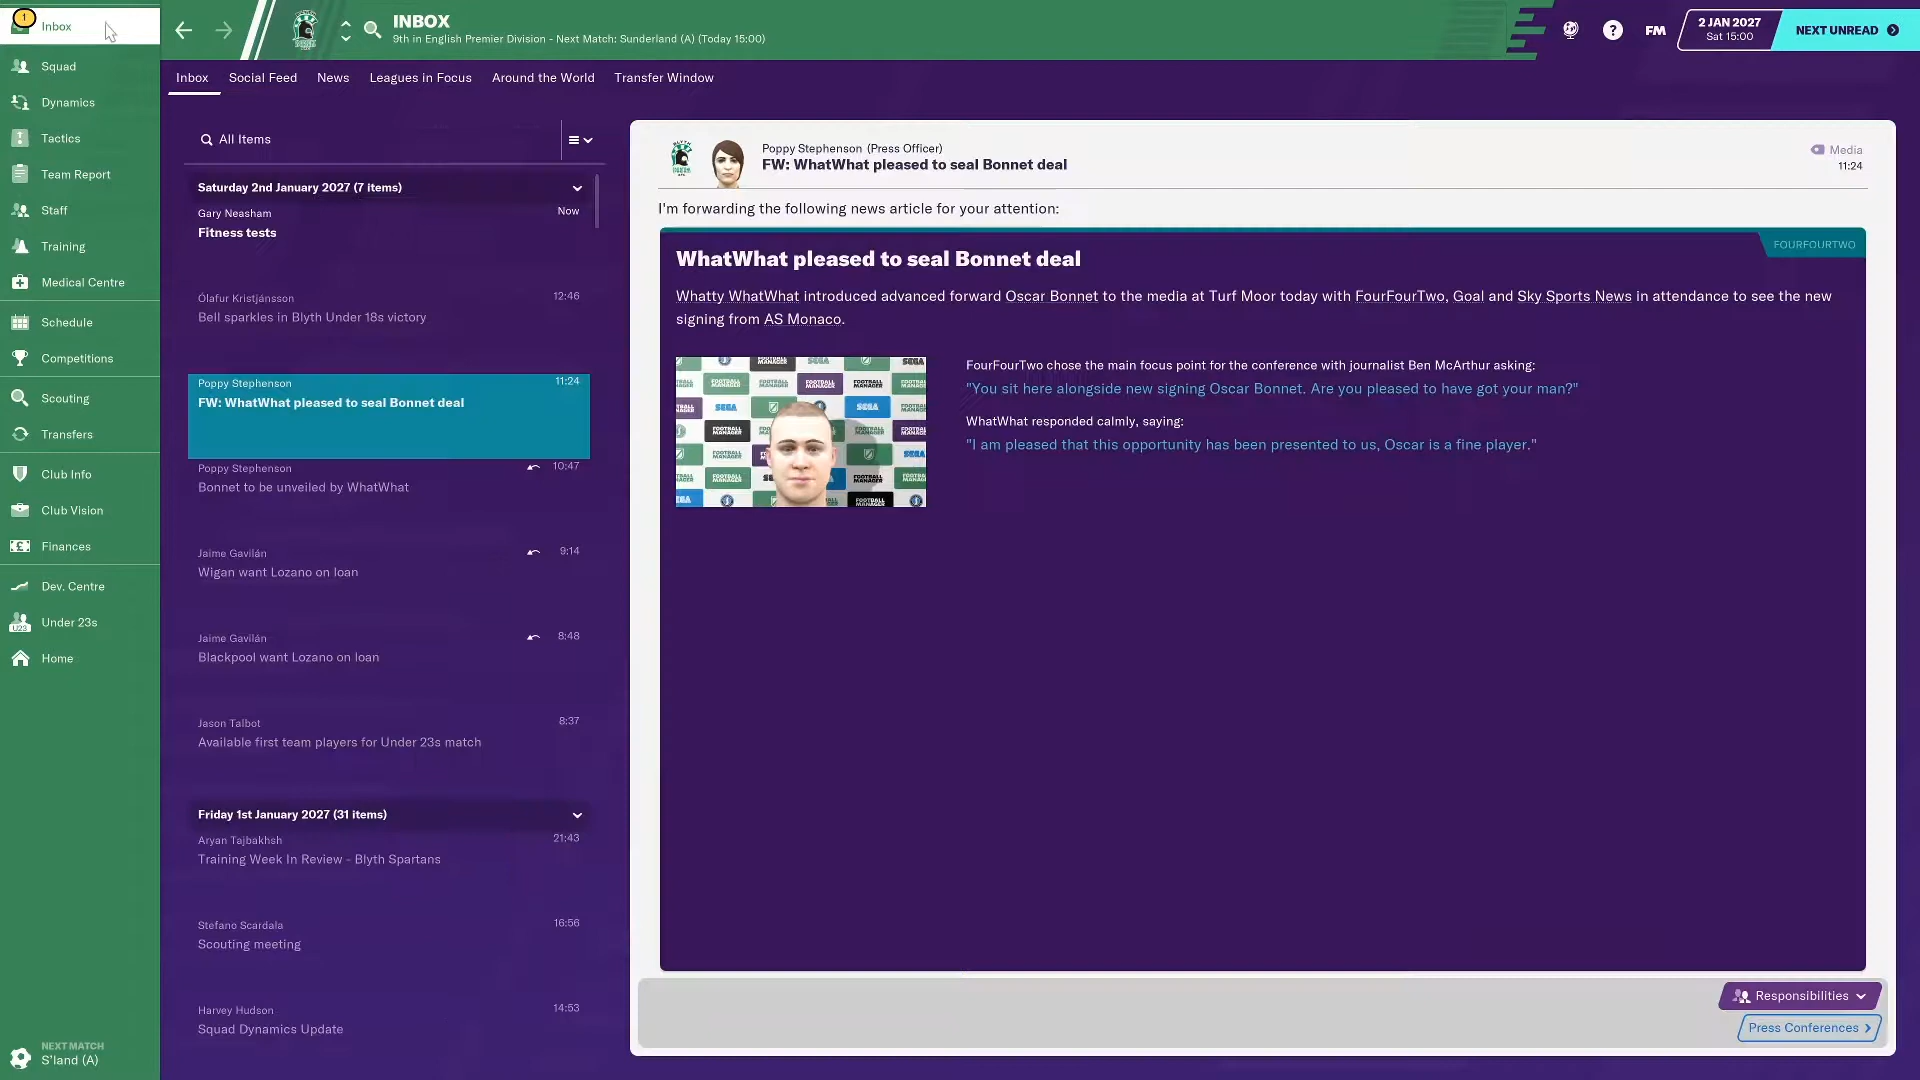 1
Inbox
Squad
Dynamics
Tactics
Team Report
Staff
Training
Medical Centre
Schedule
Competitions
Scouting
Transfers
Club Info
Club Vision
Finances
Dev. Centre
U23
Under 23s
Home
NEXT MATCH
S'land (A)
INBOX
9th in English Premier Division - Next Match: Sunderland (A) (Today 15:00)
?
FM
2 JAN 2027
Sat 15:00
NEXT UNREAD
Inbox
Social Feed
News
Leagues in Focus
Around the World
Transfer Window
All Items
Saturday 2nd January 2027 (7 items)
Gary Neasham
Now
Fitness tests
Ólafur Kristjánsson
12:46
Bell sparkles in Blyth Under 18s victory
Poppy Stephenson
11:24
FW: WhatWhat pleased to seal Bonnet deal
Poppy Stephenson
10:47
Bonnet to be unveiled by WhatWhat
Jaime Gavilán
9:14
Wigan want Lozano on loan
Jaime Gavilán
8:48
Blackpool want Lozano on loan
Jason Talbot
8:37
Available first team players for Under 23s match
Friday 1st January 2027 (31 items)
Aryan Tajbakhsh
21:43
Training Week In Review - Blyth Spartans
Stefano Scardala
16:56
Scouting meeting
Harvey Hudson
14:53
Squad Dynamics Update
Poppy Stephenson (Press Officer)
FW: WhatWhat pleased to seal Bonnet deal
Media
11:24
I'm forwarding the following news article for your attention:
FOURFOURTWO
WhatWhat pleased to seal Bonnet deal
Whatty WhatWhat introduced advanced forward Oscar Bonnet to the media at Turf Moor today with FourFourTwo, Goal and Sky Sports News in attendance to see the new
signing from AS Monaco.
FourFourTwo chose the main focus point for the conference with journalist Ben McArthur asking:
"You sit here alongside new signing Oscar Bonnet. Are you pleased to have got your man?"
WhatWhat responded calmly, saying:
"I am pleased that this opportunity has been presented to us, Oscar is a fine player."
SEGA
FOOTBALL MANAGER
Responsibilities
Press Conferences